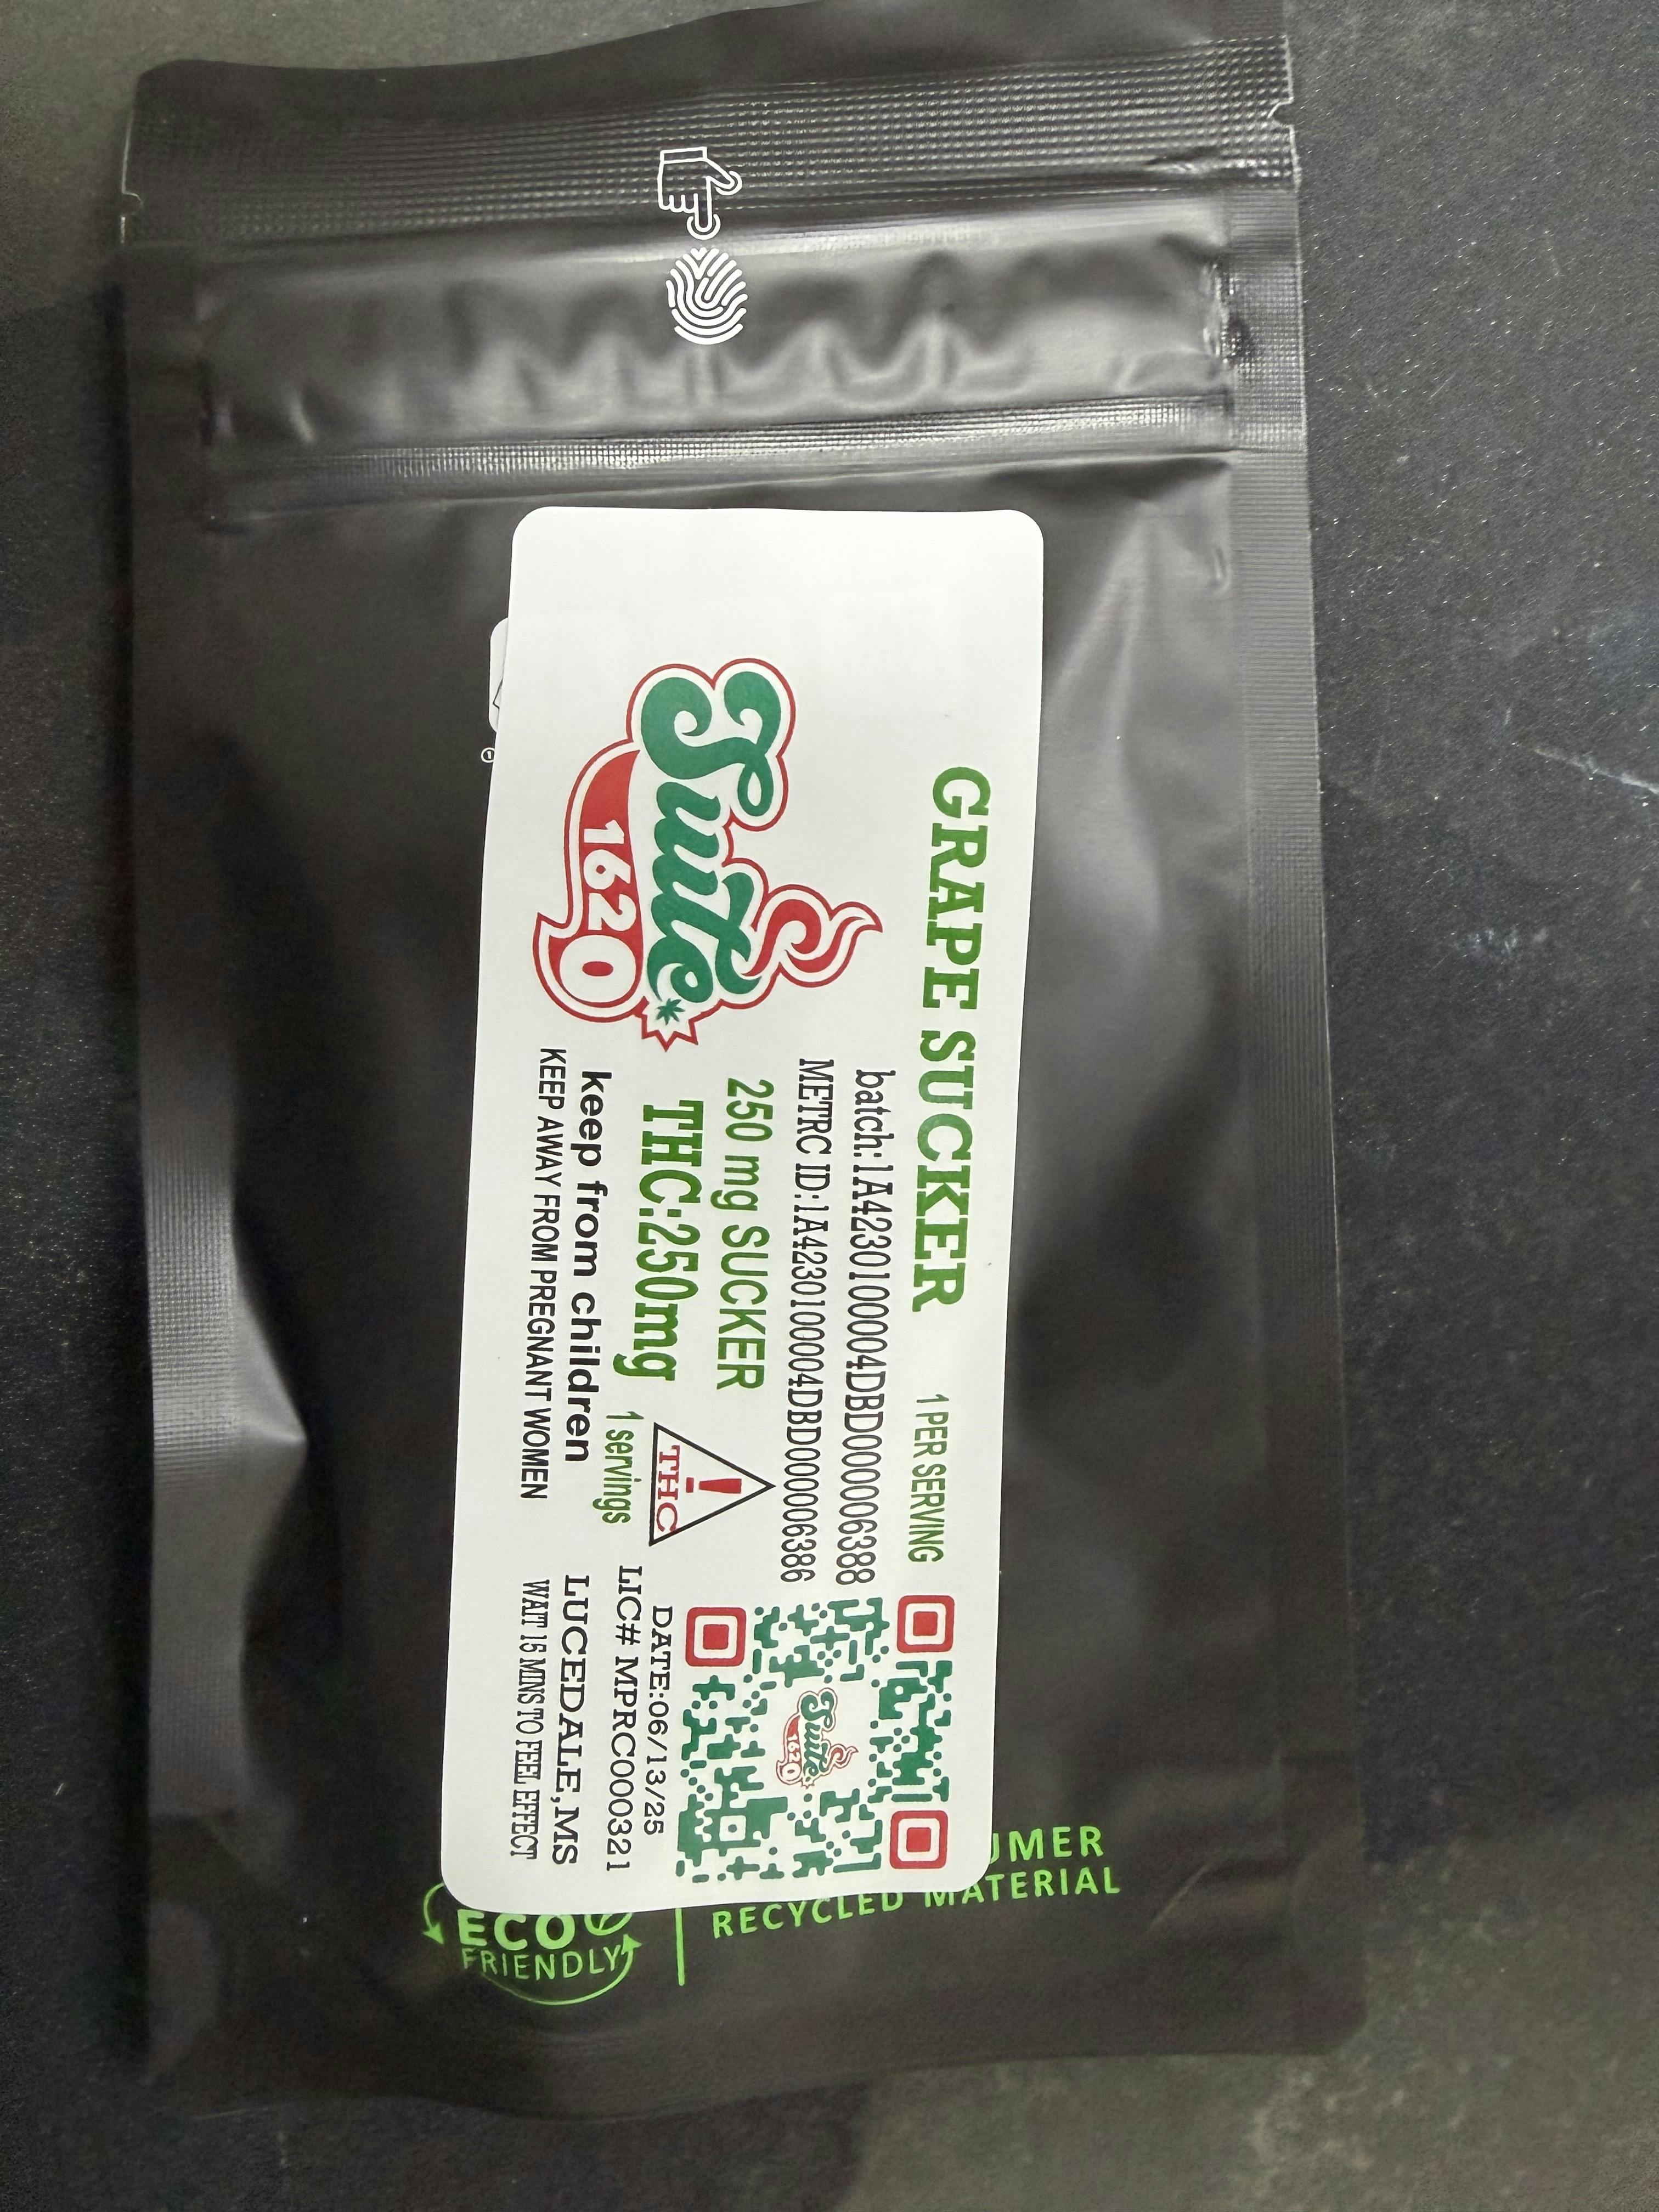 GRAPE SUCKER
1 PER SERVING
batch:1A4230100004DBD000006388
METRC ID:1A4230100004DBD000006386
Suite
1620
250 mg SUCKER
THC:250mg
!
THC
1 servings
keep from children
KEEP AWAY FROM PREGNANT WOMEN
Suite
1620
DATE:06/13/25
LIC# MPRC000321
LUCEDALE,MS
WAIT 15 MINS TO FEEL EFFECT
ECO
FRIENDLY
RECYCLED MATERIAL